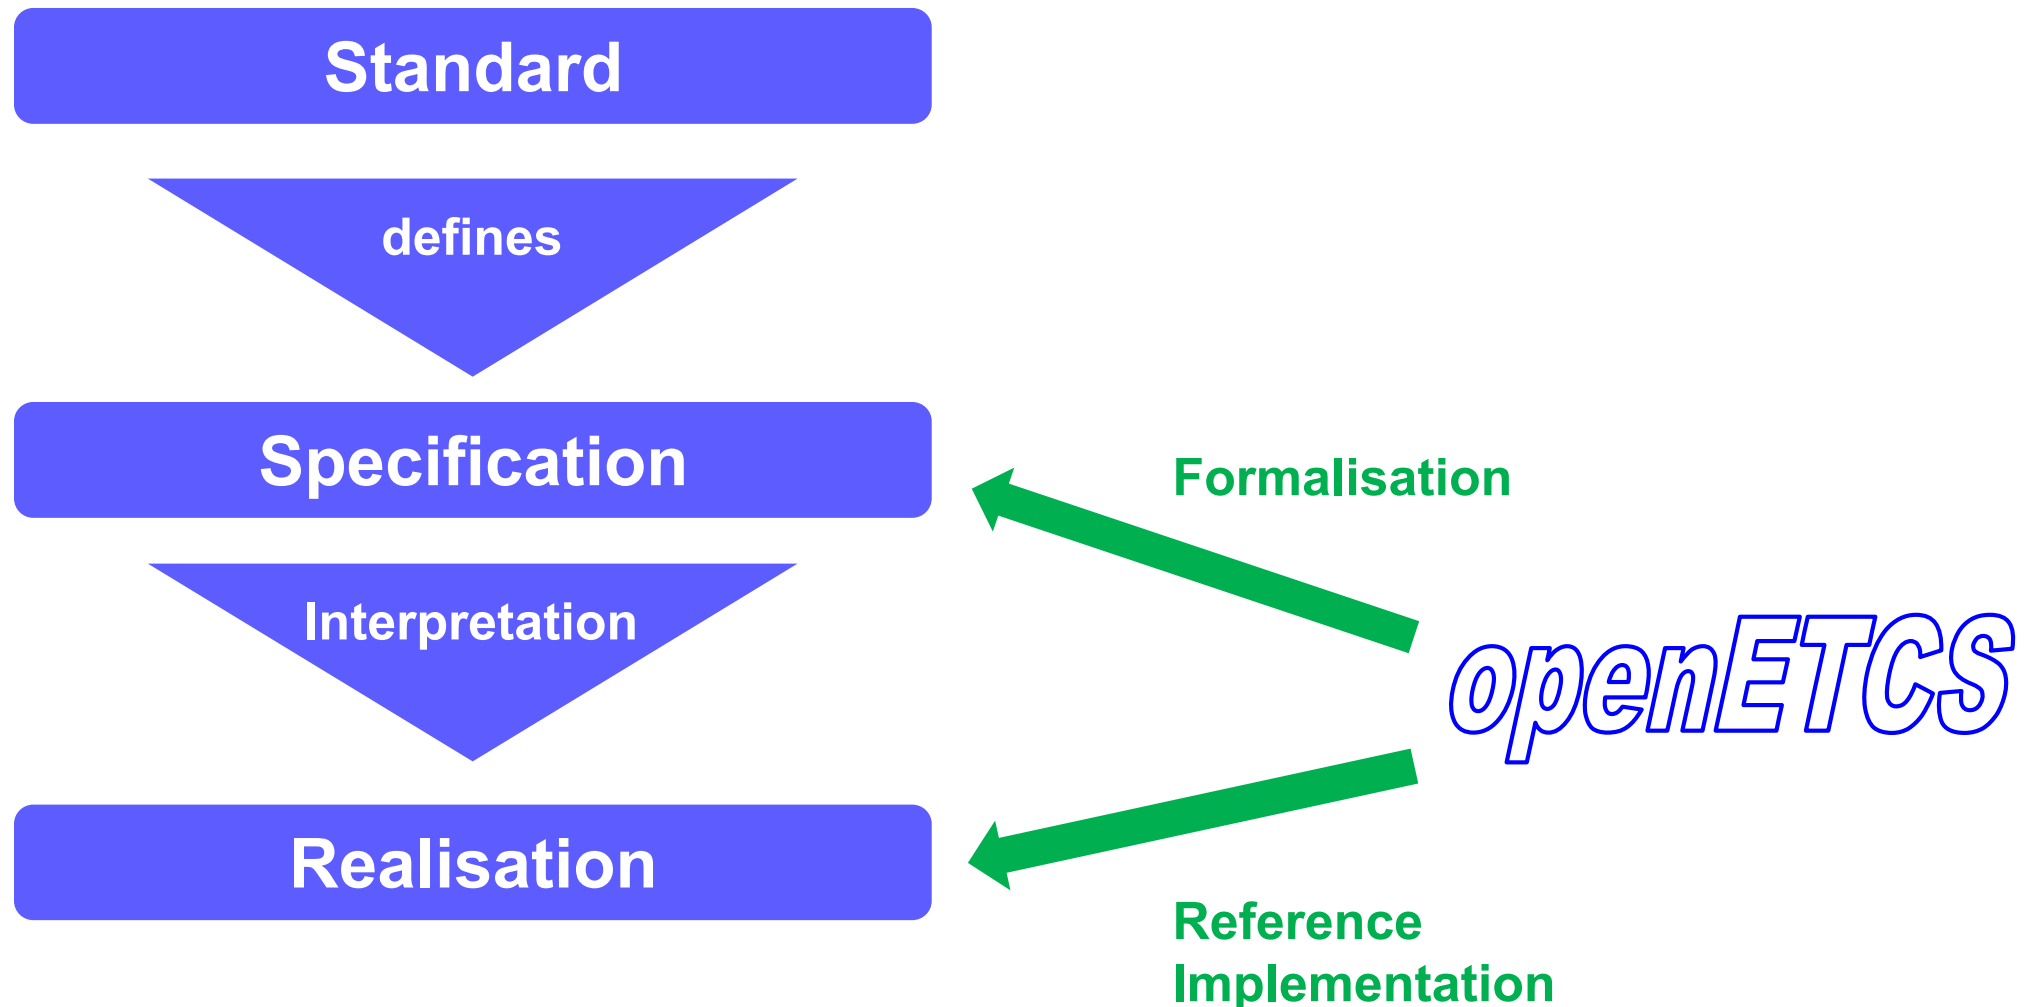 Standard
defines
Specification
Formalisation
Interpretation
openETCS
Realisation
Reference
Implementation